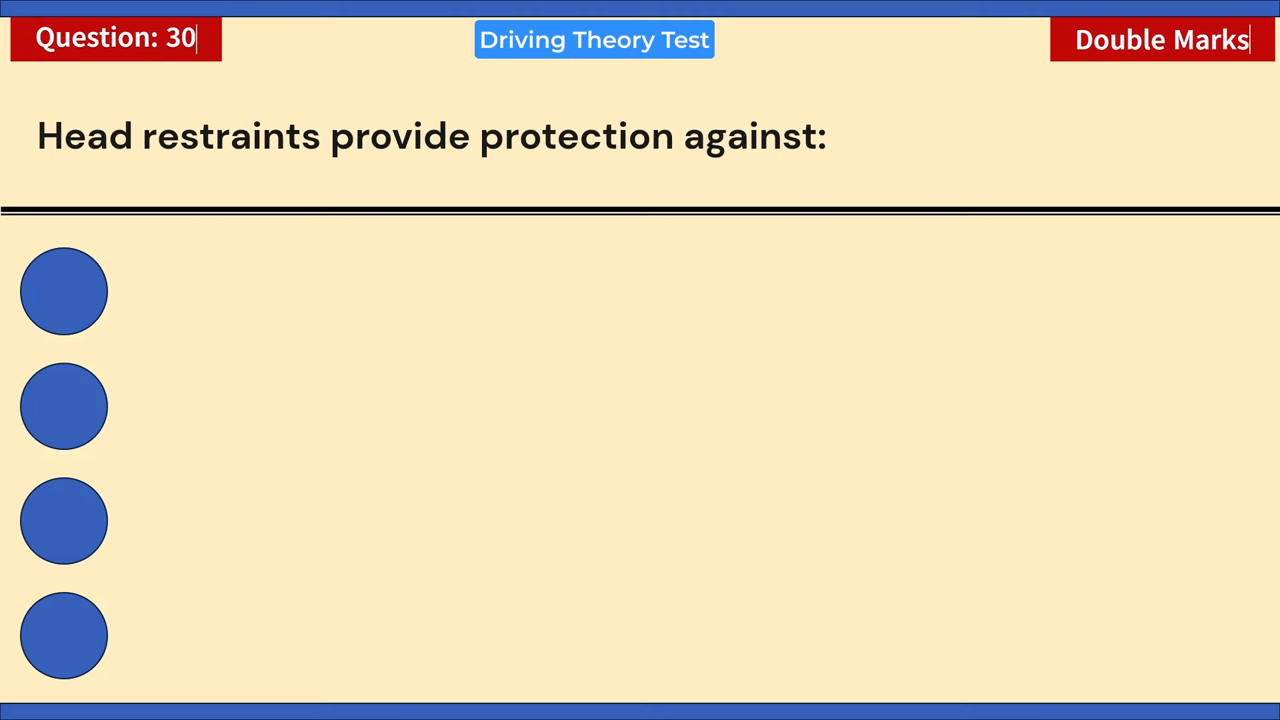 Question: 30
Driving Theory Test
Double Marks
Head restraints provide protection against: